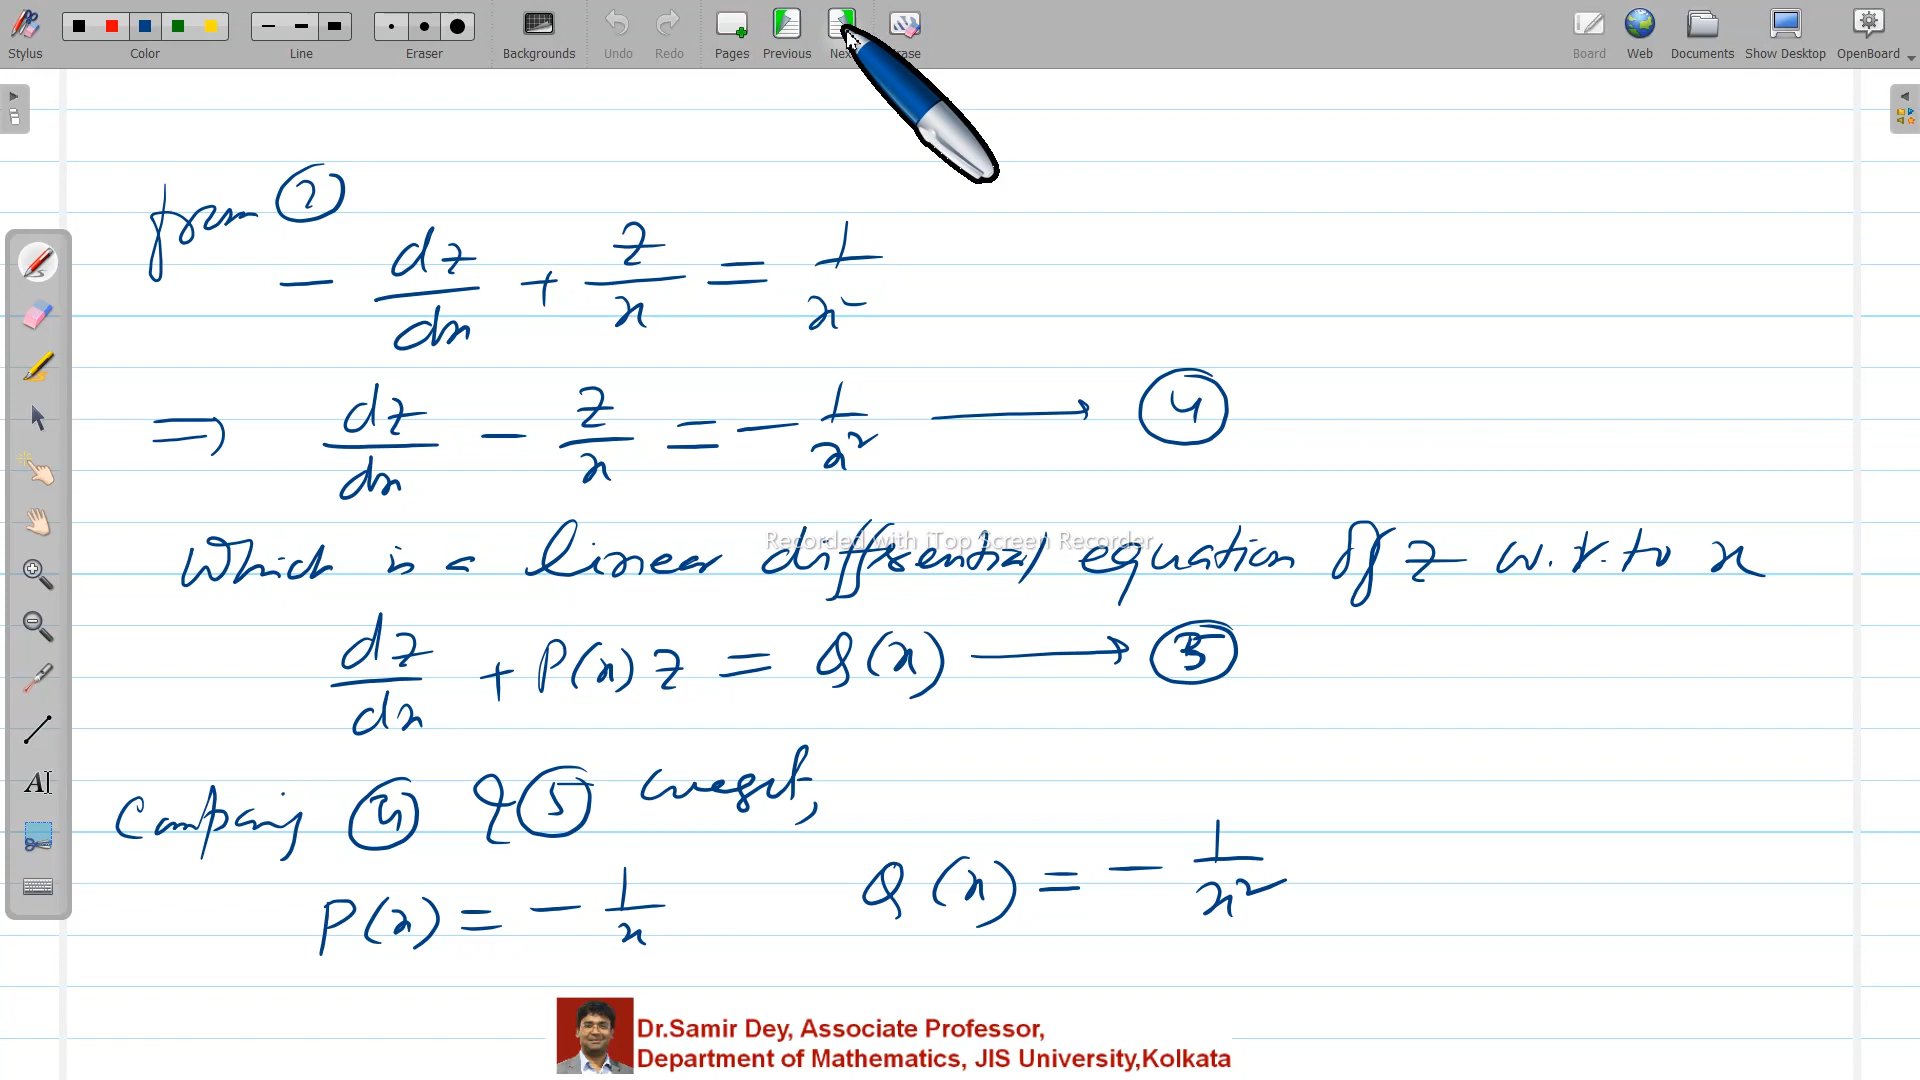 Stylus Color Line Eraser Backgrounds Undo Redo Pages Previous Next Erase Board Web Documents Show Desktop OpenBoard
from ②
- dz/dx + z/x = 1/x²
⇒ dz/dx - z/x = - 1/x² ⟶ ④
Which is a linear differential equation of z w.r.to x
Recorded with iTop Screen Recorder
dz/dx + P(x) z = Q(x) ⟶ ⑤
Comparing ④ & ⑤ we get,
P(x) = - 1/x Q(x) = - 1/x²
Dr.Samir Dey, Associate Professor,
Department of Mathematics, JIS University,Kolkata